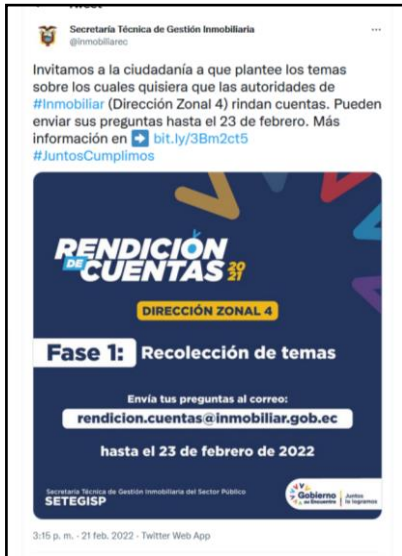 Secretaría Técnica de Gestión Inmobiliaria
@inmobiliarec
Invitamos a la ciudadanía a que plantee los temas
sobre los cuales quisiera que las autoridades de
#Inmobiliar (Dirección Zonal 4) rindan cuentas. Pueden
enviar sus preguntas hasta el 23 de febrero. Más
información en ➡ bit.ly/3Bm2ct5
#JuntosCumplimos
RENDICIÓN
DE CUENTAS 2021
DIRECCIÓN ZONAL 4
Fase 1: Recolección de temas
Envía tus preguntas al correo:
rendicion.cuentas@inmobiliar.gob.ec
hasta el 23 de febrero de 2022
Secretaría Técnica de Gestión Inmobiliaria del Sector Público
SETEGISP
Gobierno del Encuentro | Juntos lo logramos
3:15 p. m. · 21 feb. 2022 · Twitter Web App